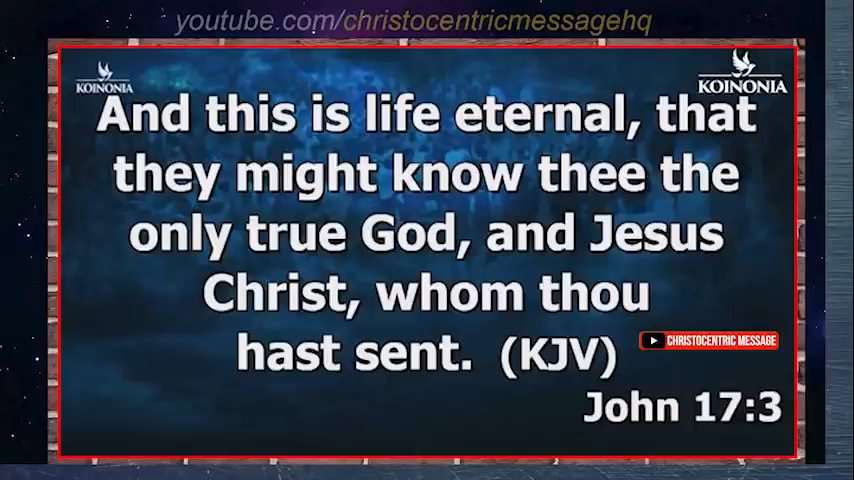 youtube.com/christocentricmessagehq
KOINONIA
KOINONIA
And this is life eternal, that
they might know thee the
only true God, and Jesus
Christ, whom thou
hast sent. (KJV)
CHRISTOCENTRIC MESSAGE
John 17:3